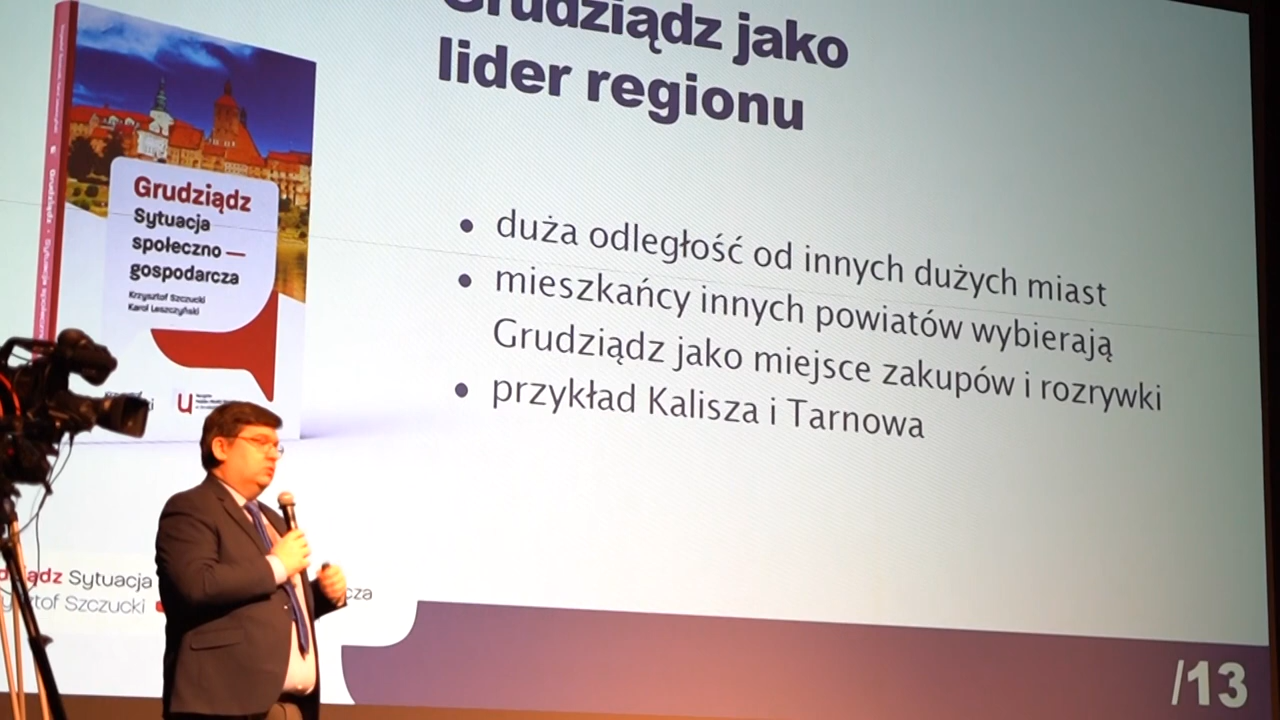 Grudziądz jako
lider regionu
• duża odległość od innych dużych miast
• mieszkańcy innych powiatów wybierają
Grudziądz jako miejsce zakupów i rozrywki
• przykład Kalisza i Tarnowa
Grudziądz
Sytuacja
społeczno —
gospodarcza
Krzysztof Szczucki
Karol Leszczyński
Sytuacja
Szczucki
/13